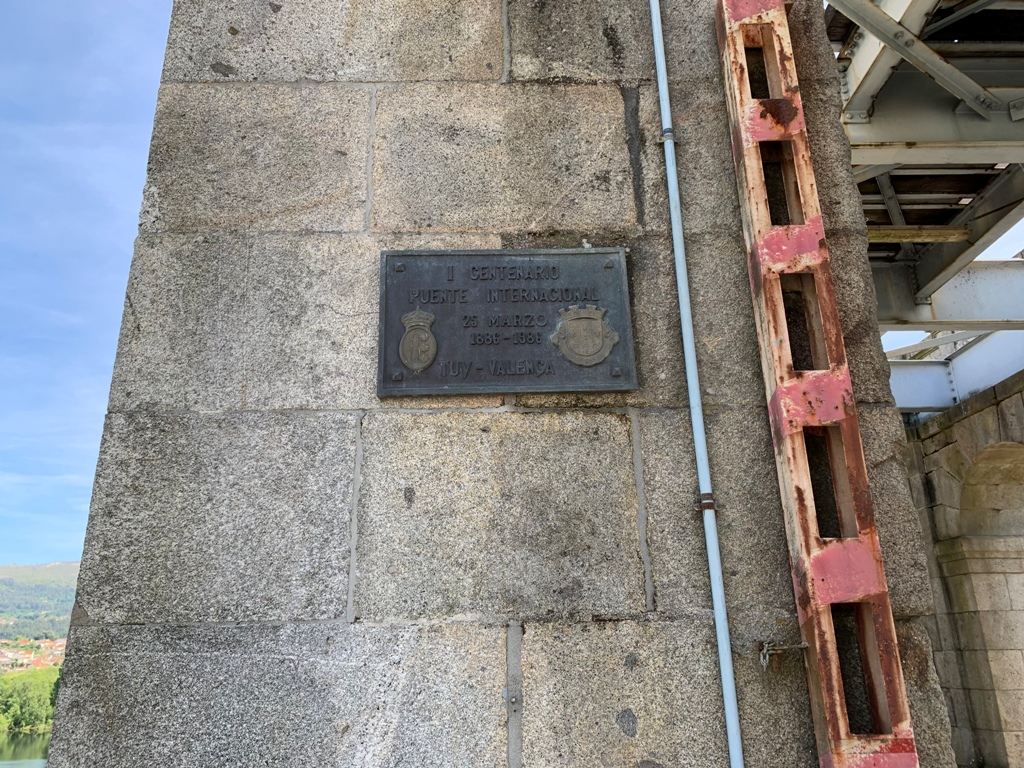 I CENTENARIO
PUENTE INTERNACIONAL
25 MARZO
1886-1986
TUY-VALENÇA